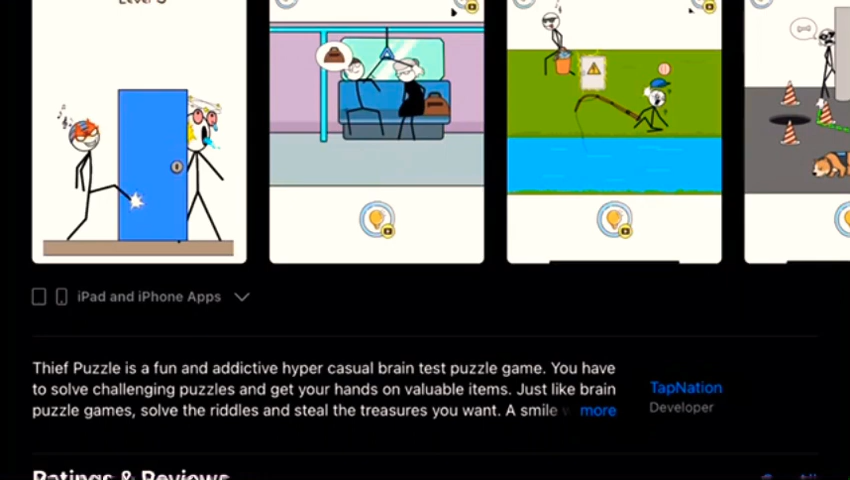 Level 3
iPad and iPhone Apps
Thief Puzzle is a fun and addictive hyper casual brain test puzzle game. You have
to solve challenging puzzles and get your hands on valuable items. Just like brain
puzzle games, solve the riddles and steal the treasures you want. A smile more
TapNation
Developer
Ratings & Reviews